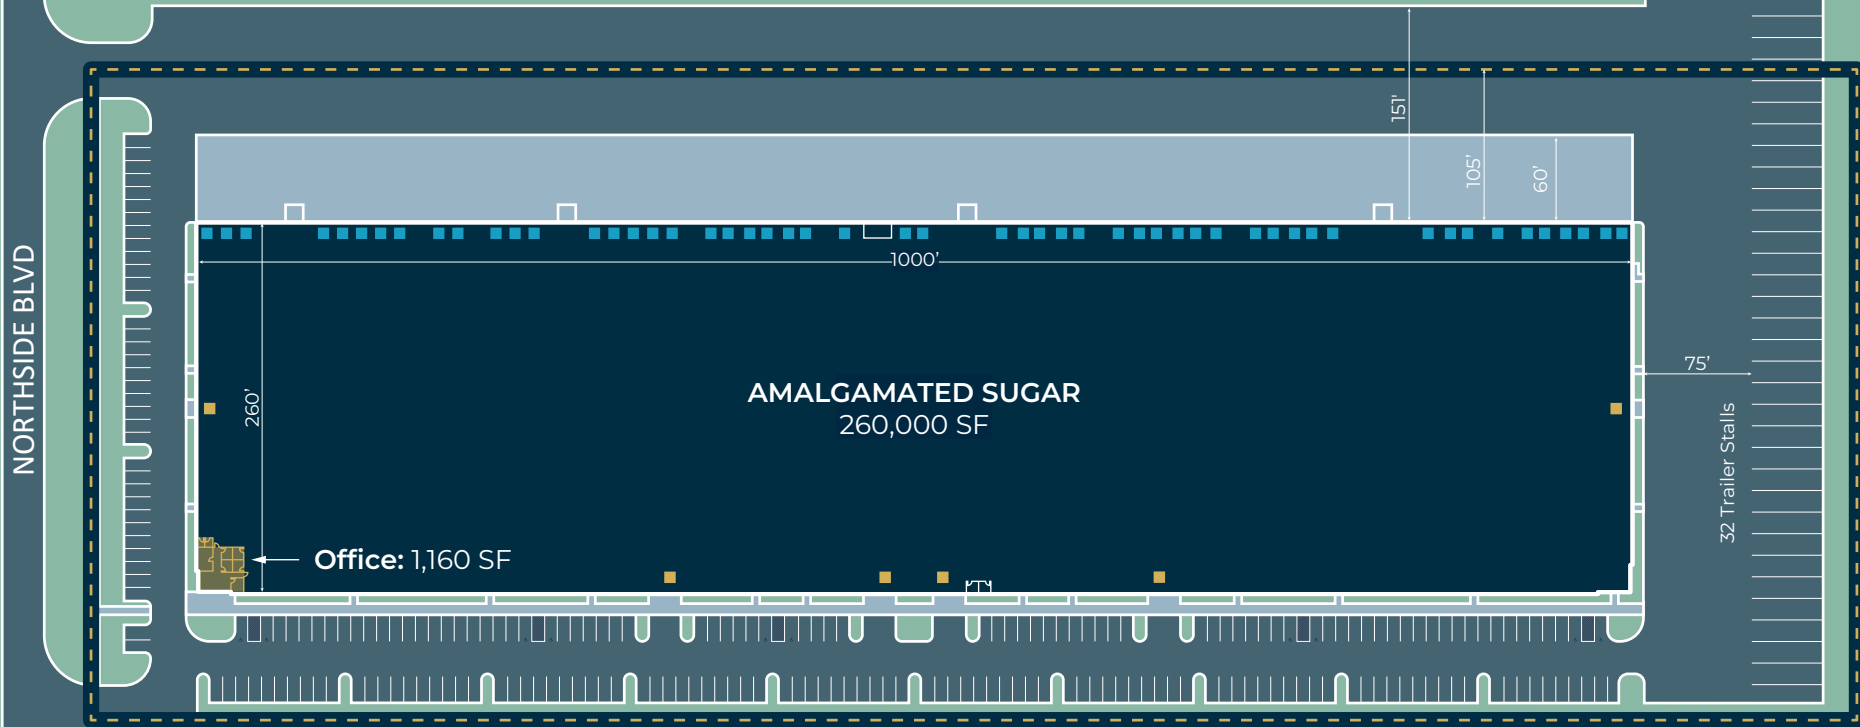 151'
105'
60'
1000'
NORTHSIDE BLVD
260'
75'
AMALGAMATED SUGAR
260,000 SF
32 Trailer Stalls
Office: 1,160 SF